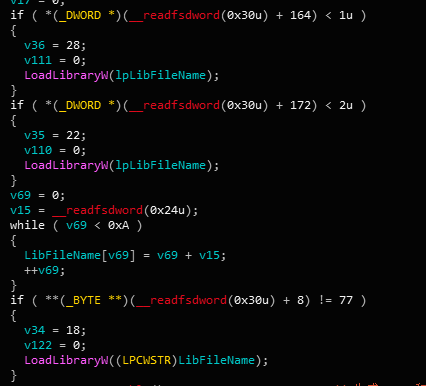 v17 = 0;
if ( *(_DWORD *)(__readfsdword(0x30u) + 164) < 1u )
{
v36 = 28;
v111 = 0;
LoadLibraryW(lpLibFileName);
}
if ( *(_DWORD *)(__readfsdword(0x30u) + 172) < 2u )
{
v35 = 22;
v110 = 0;
LoadLibraryW(lpLibFileName);
}
v69 = 0;
v15 = __readfsdword(0x24u);
while ( v69 < 0xA )
{
LibFileName[v69] = v69 + v15;
++v69;
}
if ( **(_BYTE **)(__readfsdword(0x30u) + 8) != 77 )
{
v34 = 18;
v122 = 0;
LoadLibraryW((LPCWSTR)LibFileName);
}